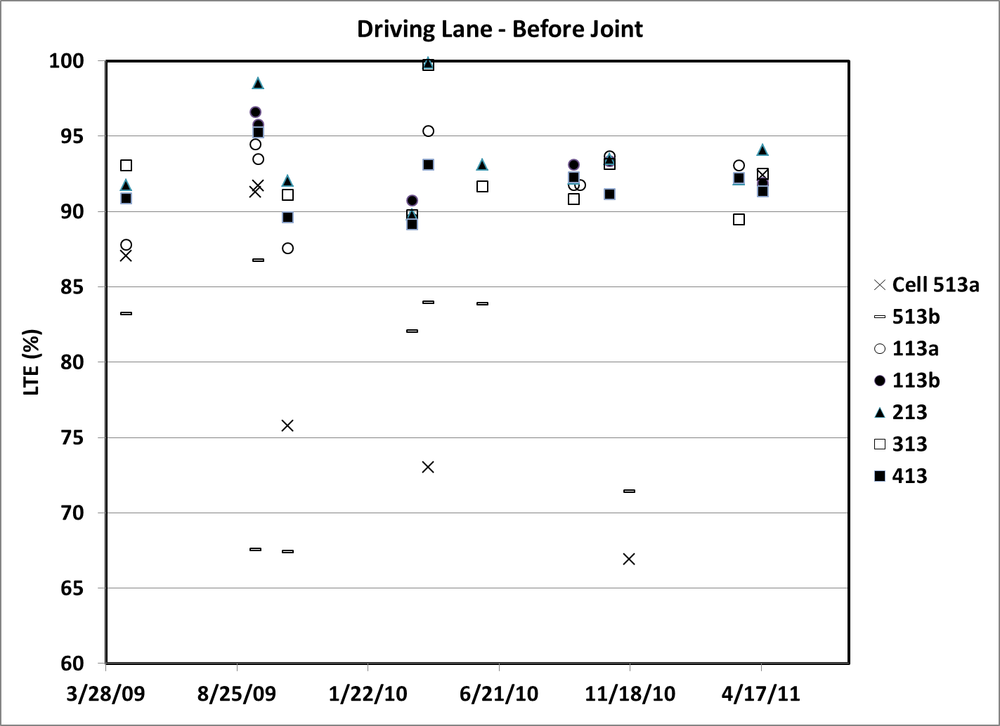 Driving Lane - Before Joint
100
95
90
85
80
75
70
65
60
LTE (%)
3/28/09 8/25/09 1/22/10 6/21/10 11/18/10 4/17/11
Cell 513a
513b
113a
113b
213
313
413